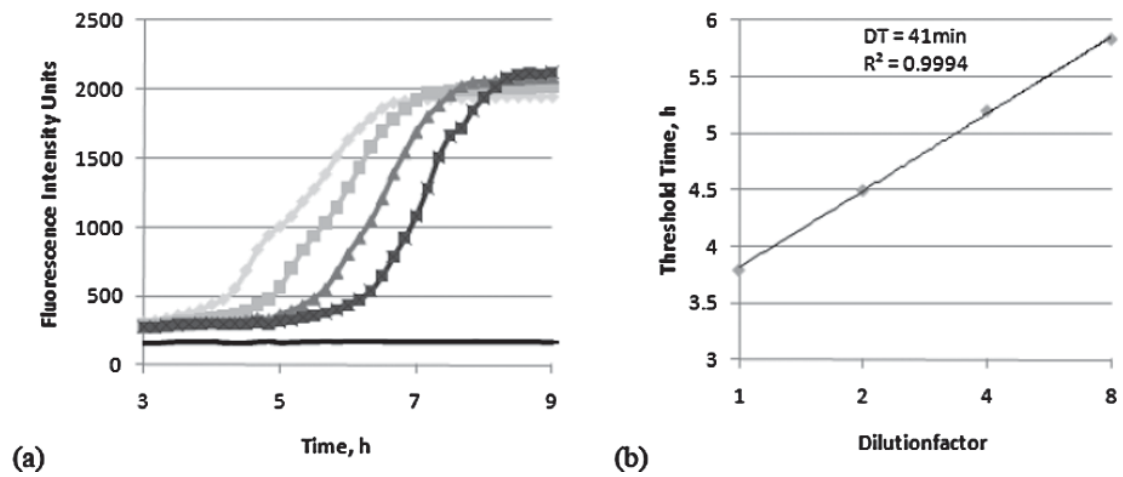 2500
2000
1500
1000
500
0
Fluorescence Intensity Units
3 5 7 9
Time, h
(a)
6
5.5
5
4.5
4
3.5
3
Threshold Time, h
DT = 41min
R² = 0.9994
1 2 4 8
Dilutionfactor
(b)